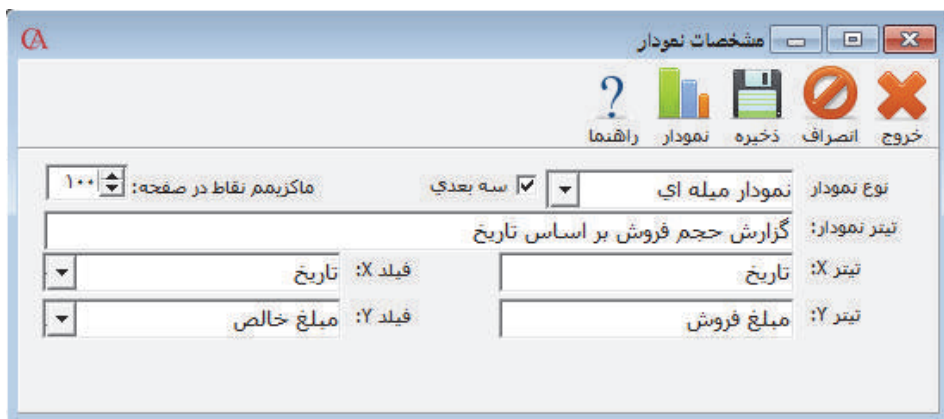 مشخصات نمودار
خروج انصراف ذخیره نمودار راهنما
نوع نمودار نمودار میله ای سه بعدی ماکزیمم نقاط در صفحه: ۱۰۰
تیتر نمودار: گزارش حجم فروش بر اساس تاریخ
تیتر X: تاریخ فیلد X: تاریخ
تیتر Y: مبلغ فروش فیلد Y: مبلغ خالص